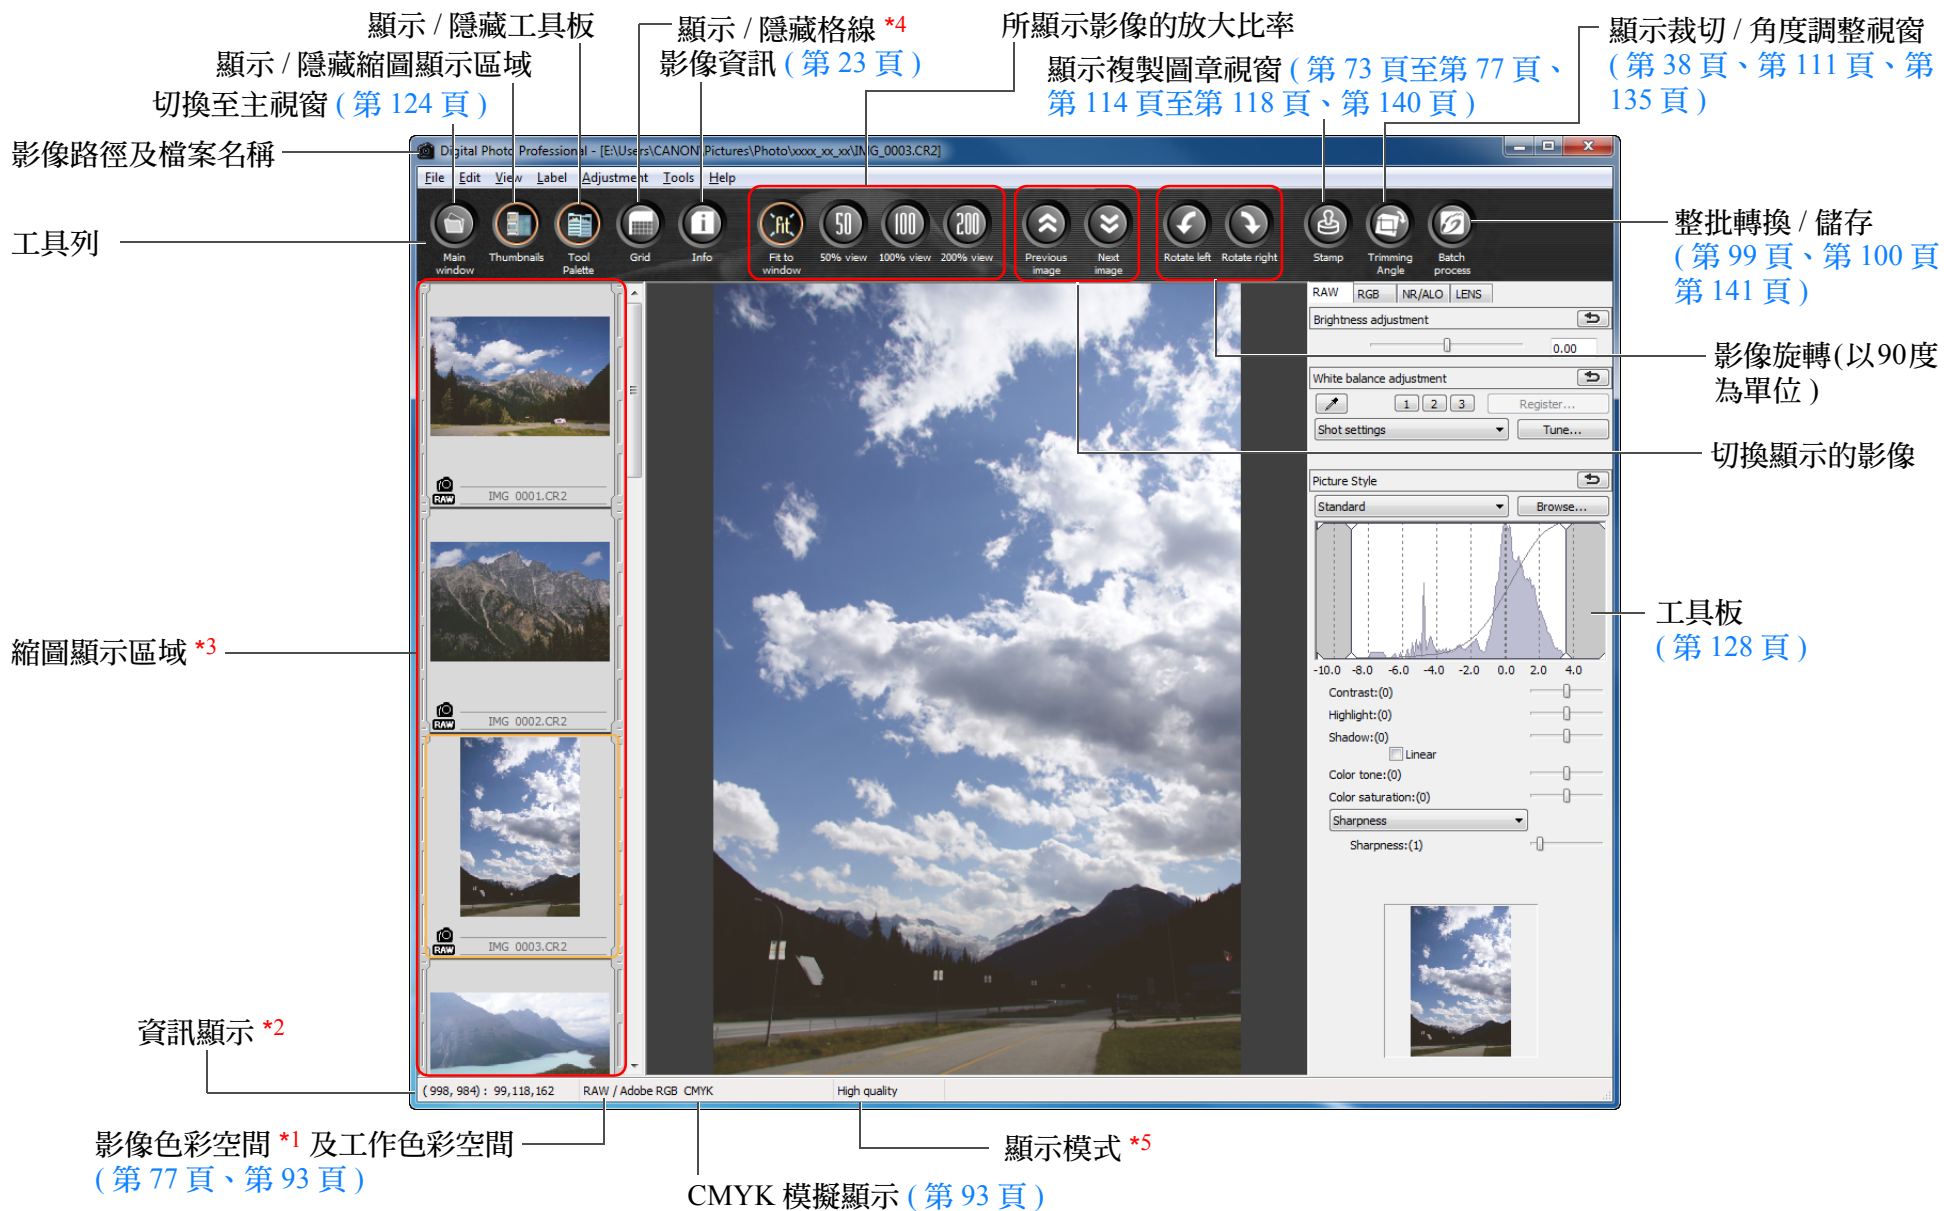 顯示 / 隱藏工具板
顯示 / 隱藏縮圖顯示區域
切換至主視窗 ( 第 124 頁 )
影像路徑及檔案名稱
工具列
顯示 / 隱藏格線 *4
影像資訊 ( 第 23 頁 )
所顯示影像的放大比率
顯示複製圖章視窗 ( 第 73 頁至第 77 頁、
第 114 頁至第 118 頁、第 140 頁 )
顯示裁切 / 角度調整視窗
( 第 38 頁、第 111 頁、第
135 頁 )
整批轉換 / 儲存
( 第 99 頁、第 100 頁
第 141 頁 )
影像旋轉(以90度
為單位 )
切換顯示的影像
工具板
( 第 128 頁 )
縮圖顯示區域 *3
資訊顯示 *2
影像色彩空間 *1 及工作色彩空間
( 第 77 頁、第 93 頁 )
CMYK 模擬顯示 ( 第 93 頁 )
顯示模式 *5
Digital Photo Professional - [E:\Users\CANON\Pictures\Photo\xxxx_xx_xx\IMG_0003.CR2]
File Edit View Label Adjustment Tools Help
fit 50 100 200
Main window
Thumbnails
Tool Palette
Grid
Info
Fit to window
50% view
100% view
200% view
Previous image
Next image
Rotate left
Rotate right
Stamp
Trimming Angle
Batch process
RAW
IMG_0001.CR2
RAW
IMG_0002.CR2
RAW
IMG_0003.CR2
RAW RGB NR/ALO LENS
Brightness adjustment
0.00
White balance adjustment
1 2 3 Register...
Shot settings Tune...
Picture Style
Standard Browse...
-10.0 -8.0 -6.0 -4.0 -2.0 0.0 2.0 4.0
Contrast:(0)
Highlight:(0)
Shadow:(0)
Linear
Color tone:(0)
Color saturation:(0)
Sharpness
Sharpness:(1)
( 998, 984) : 99,118,162 RAW / Adobe RGB CMYK High quality